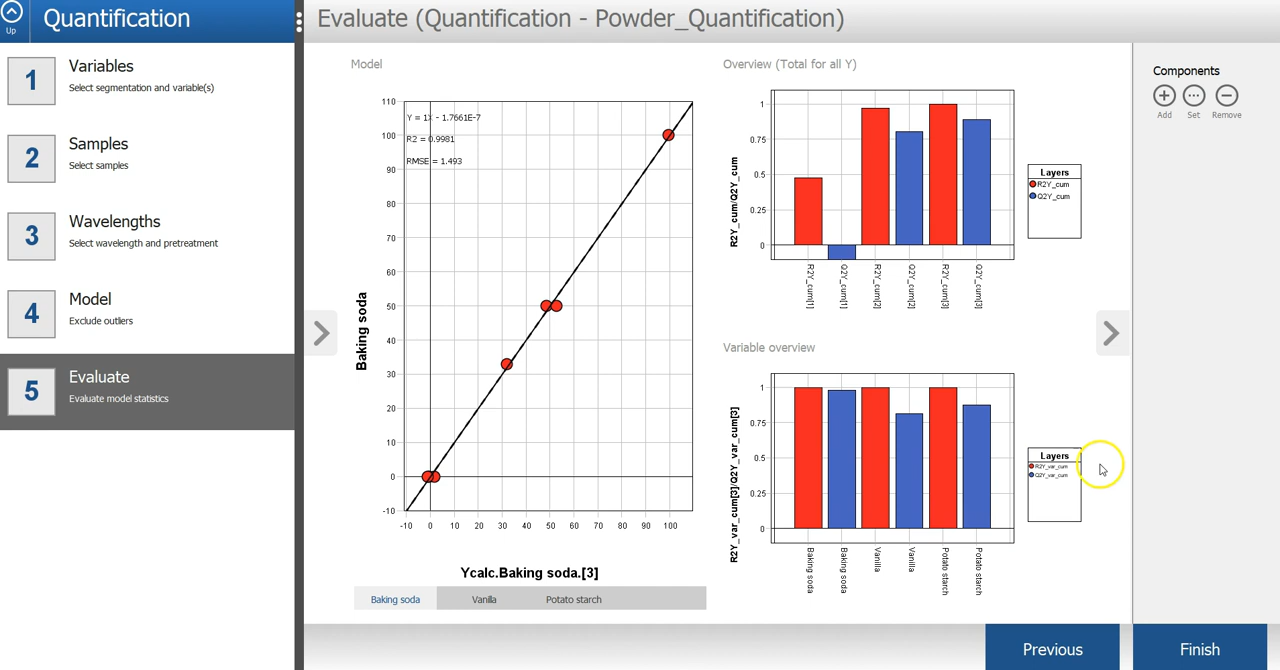 Up
Quantification
1
Variables
Select segmentation and variable(s)
2
Samples
Select samples
3
Wavelengths
Select wavelength and pretreatment
4
Model
Exclude outliers
5
Evaluate
Evaluate model statistics
Evaluate (Quantification - Powder_Quantification)
Model
Y = 1X - 1.7661E-7
R2 = 0.9981
RMSE = 1.493
110
100
90
80
70
60
50
40
30
20
10
0
-10
Baking soda
-10 0 10 20 30 40 50 60 70 80 90 100
Ycalc.Baking soda.[3]
Baking soda Vanilla Potato starch
Overview (Total for all Y)
R2Y_cum/Q2Y_cum
1
0.75
0.5
0.25
0
R2Y_cum[1]
Q2Y_cum[1]
R2Y_cum[2]
Q2Y_cum[2]
R2Y_cum[3]
Q2Y_cum[3]
Layers
R2Y_cum
Q2Y_cum
Variable overview
R2Y_var_cum[3]/Q2Y_var_cum[3]
1
0.75
0.5
0.25
0
Baking soda
Baking soda
Vanilla
Vanilla
Potato starch
Potato starch
Layers
R2Y_var_cum
Q2Y_var_cum
Components
Add Set Remove
Previous
Finish